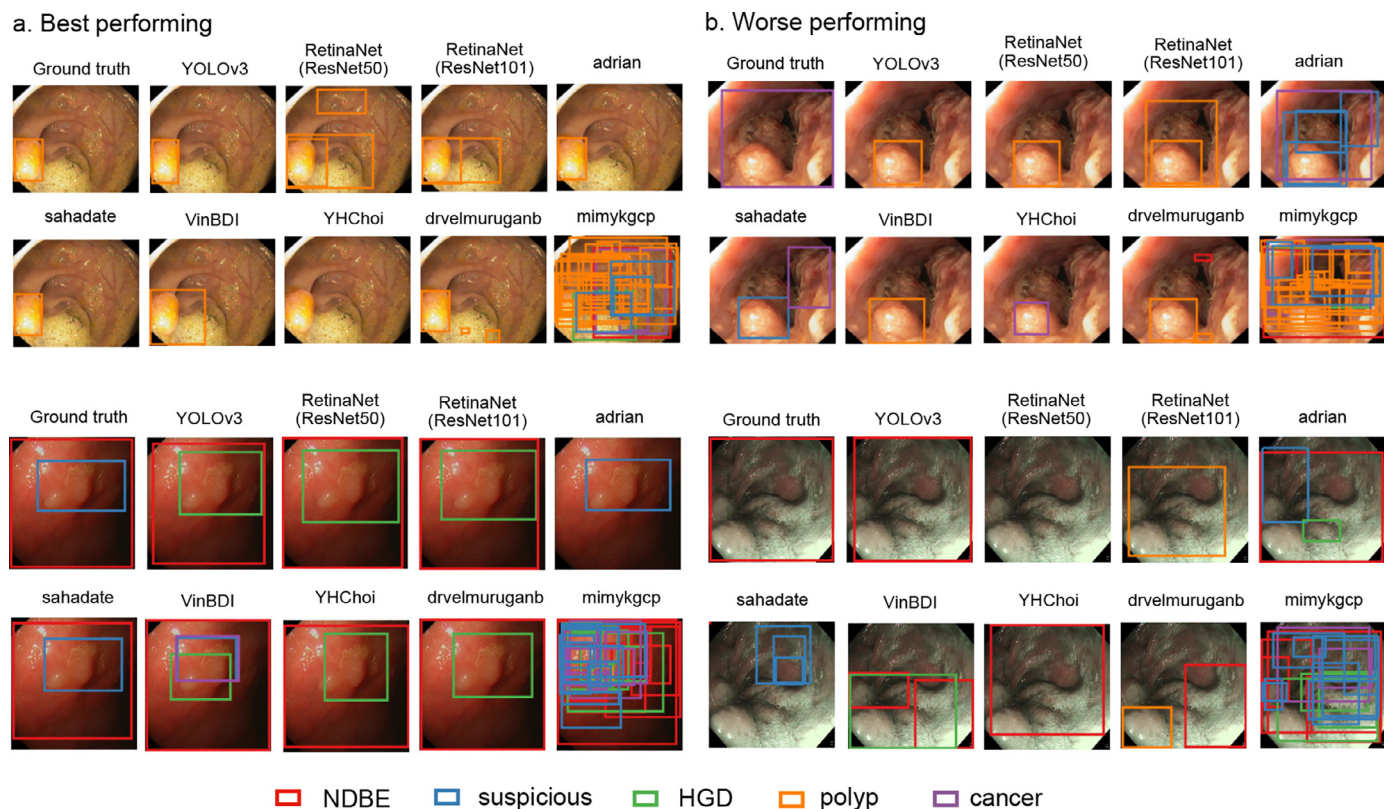 a. Best performing
b. Worse performing
Ground truth
YOLOv3
RetinaNet
(ResNet50)
RetinaNet
(ResNet101)
adrian
Ground truth
YOLOv3
RetinaNet
(ResNet50)
RetinaNet
(ResNet101)
adrian
sahadate
VinBDI
YHChoi
drvelmuruganb
mimykgcp
sahadate
VinBDI
YHChoi
drvelmuruganb
mimykgcp
Ground truth
YOLOv3
RetinaNet
(ResNet50)
RetinaNet
(ResNet101)
adrian
Ground truth
YOLOv3
RetinaNet
(ResNet50)
RetinaNet
(ResNet101)
adrian
sahadate
VinBDI
YHChoi
drvelmuruganb
mimykgcp
sahadate
VinBDI
YHChoi
drvelmuruganb
mimykgcp
NDBE
suspicious
HGD
polyp
cancer